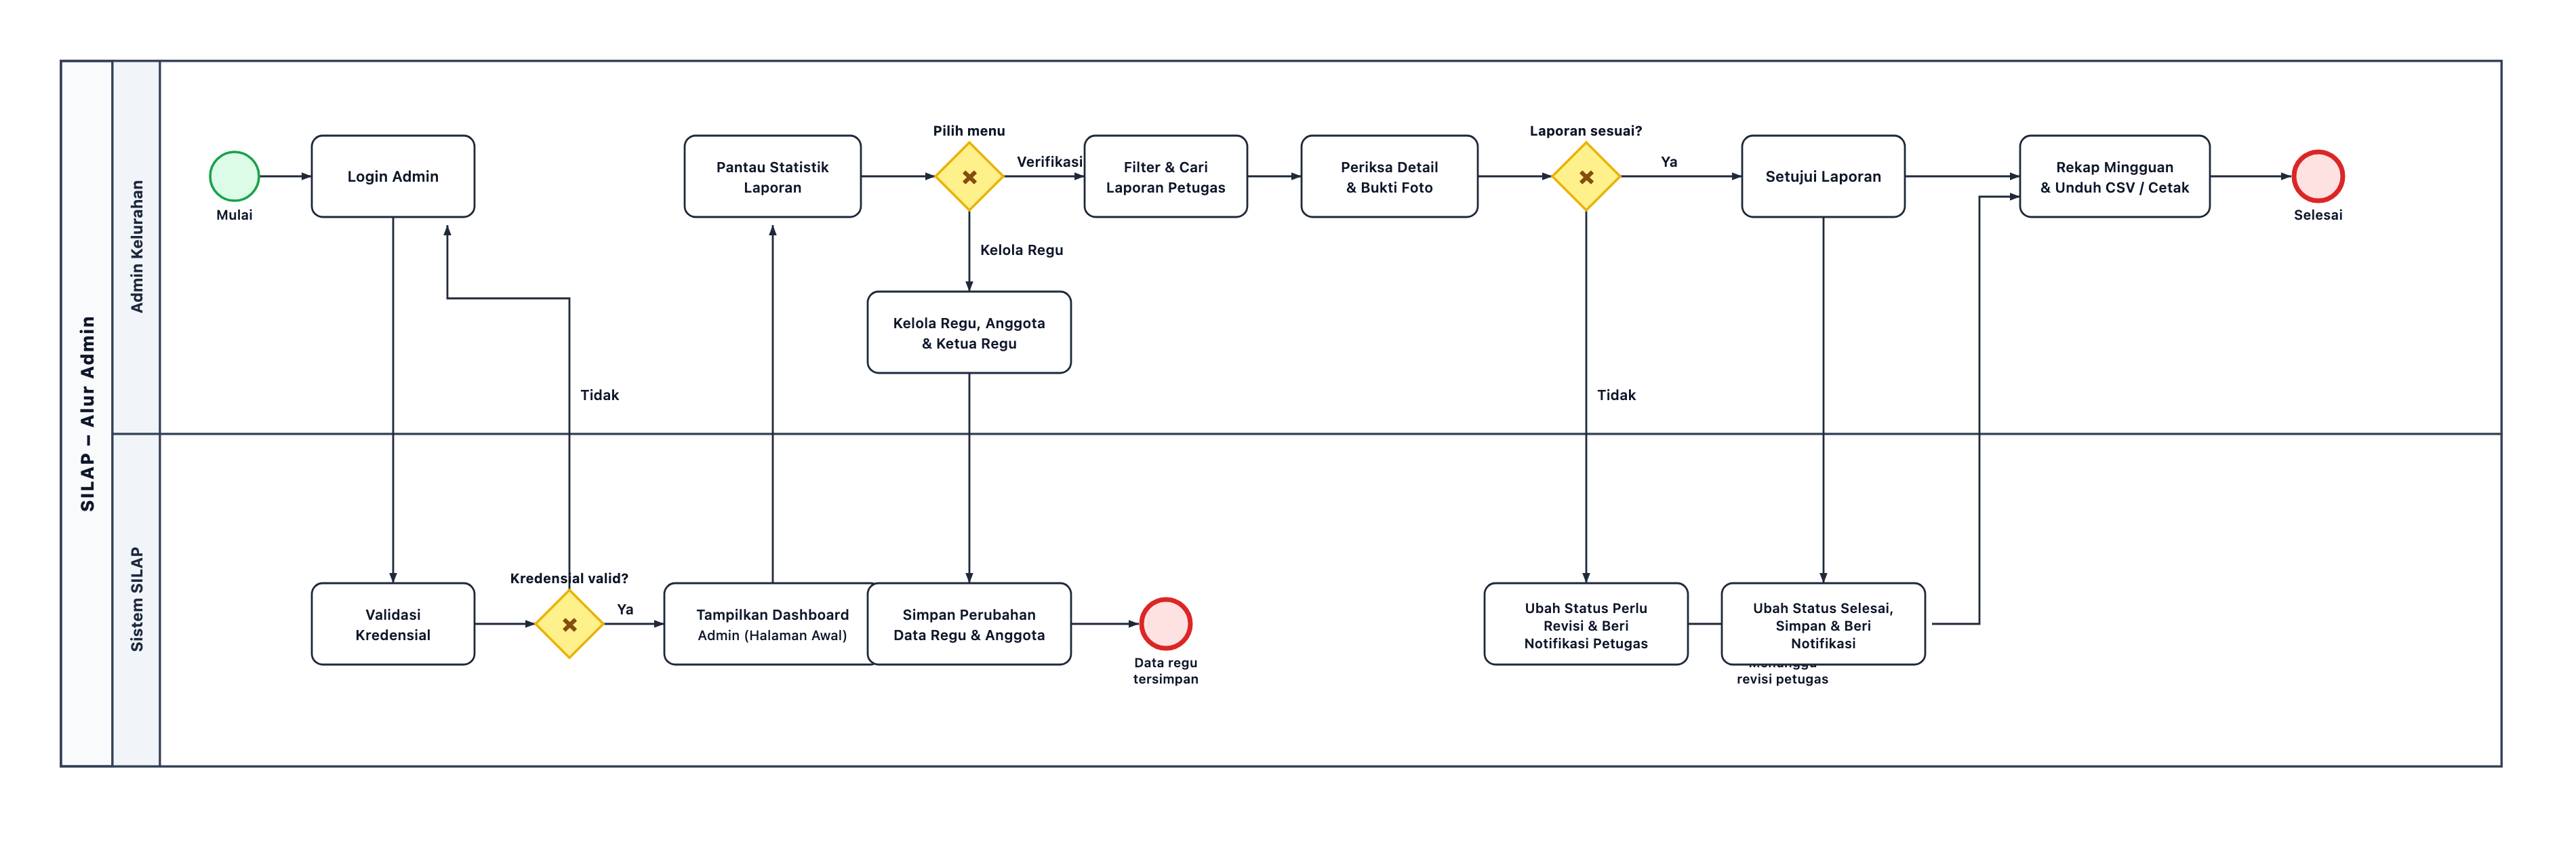 SILAP – Alur Admin
Admin Kelurahan
Mulai
Login Admin
Pantau Statistik
Laporan
Pilih menu
Verifikasi
Filter & Cari
Laporan Petugas
Periksa Detail
& Bukti Foto
Laporan sesuai?
Ya
Setujui Laporan
Rekap Mingguan
& Unduh CSV / Cetak
Selesai
Kelola Regu
Kelola Regu, Anggota
& Ketua Regu
Tidak
Tidak
Sistem SILAP
Validasi
Kredensial
Kredensial valid?
Ya
Tampilkan Dashboard
Admin (Halaman Awal)
Simpan Perubahan
Data Regu & Anggota
Data regu
tersimpan
Ubah Status Perlu
Revisi & Beri
Notifikasi Petugas
Ubah Status Selesai,
Simpan & Beri
Notifikasi
revisi petugas